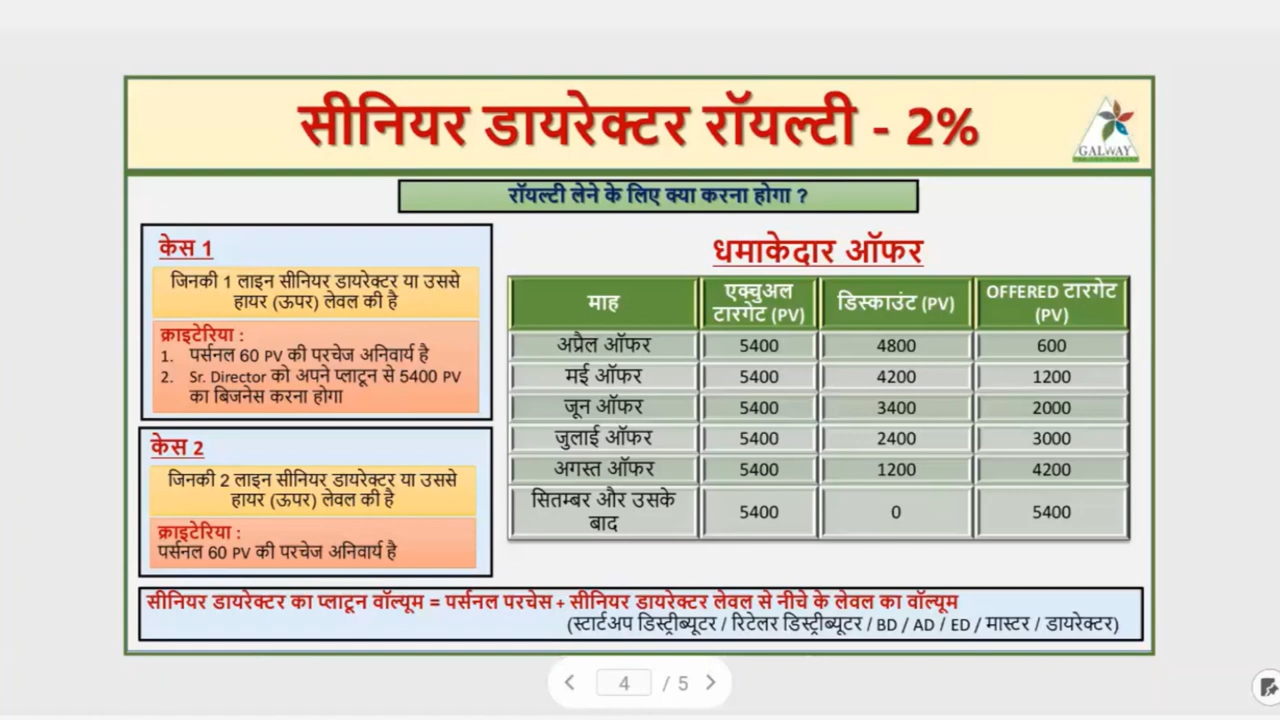 सीनियर डायरेक्टर रॉयल्टी - 2%
GALWAY
रॉयल्टी लेने के लिए क्या करना होगा ?
केस 1
जिनकी 1 लाइन सीनियर डायरेक्टर या उससे
हायर (ऊपर) लेवल की है
क्राइटेरिया :
1. पर्सनल 60 PV की परचेज अनिवार्य है
2. Sr. Director को अपने प्लाटून से 5400 PV
का बिजनेस करना होगा
केस 2
जिनकी 2 लाइन सीनियर डायरेक्टर या उससे
हायर (ऊपर) लेवल की है
क्राइटेरिया :
पर्सनल 60 PV की परचेज अनिवार्य है
धमाकेदार ऑफर
माह एक्चुअल टारगेट (PV) डिस्काउंट (PV) OFFERED टारगेट (PV)
अप्रैल ऑफर 5400 4800 600
मई ऑफर 5400 4200 1200
जून ऑफर 5400 3400 2000
जुलाई ऑफर 5400 2400 3000
अगस्त ऑफर 5400 1200 4200
सितम्बर और उसके बाद 5400 0 5400
सीनियर डायरेक्टर का प्लाटून वॉल्यूम = पर्सनल परचेस + सीनियर डायरेक्टर लेवल से नीचे के लेवल का वॉल्यूम
(स्टार्टअप डिस्ट्रीब्यूटर / रिटेलर डिस्ट्रीब्यूटर / BD / AD / ED / मास्टर / डायरेक्टर)
4 / 5